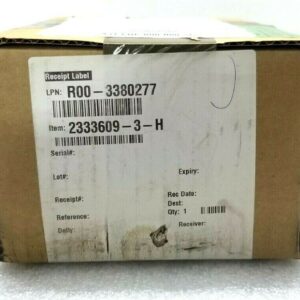 Receipt Label
LPN: R00-3380277
Item: 2333609-3-H
Serial#:
Lot#:
Expiry:
Receipt#:
Rec Date:
Dest:
Qty: 1
Reference:
Receiver: